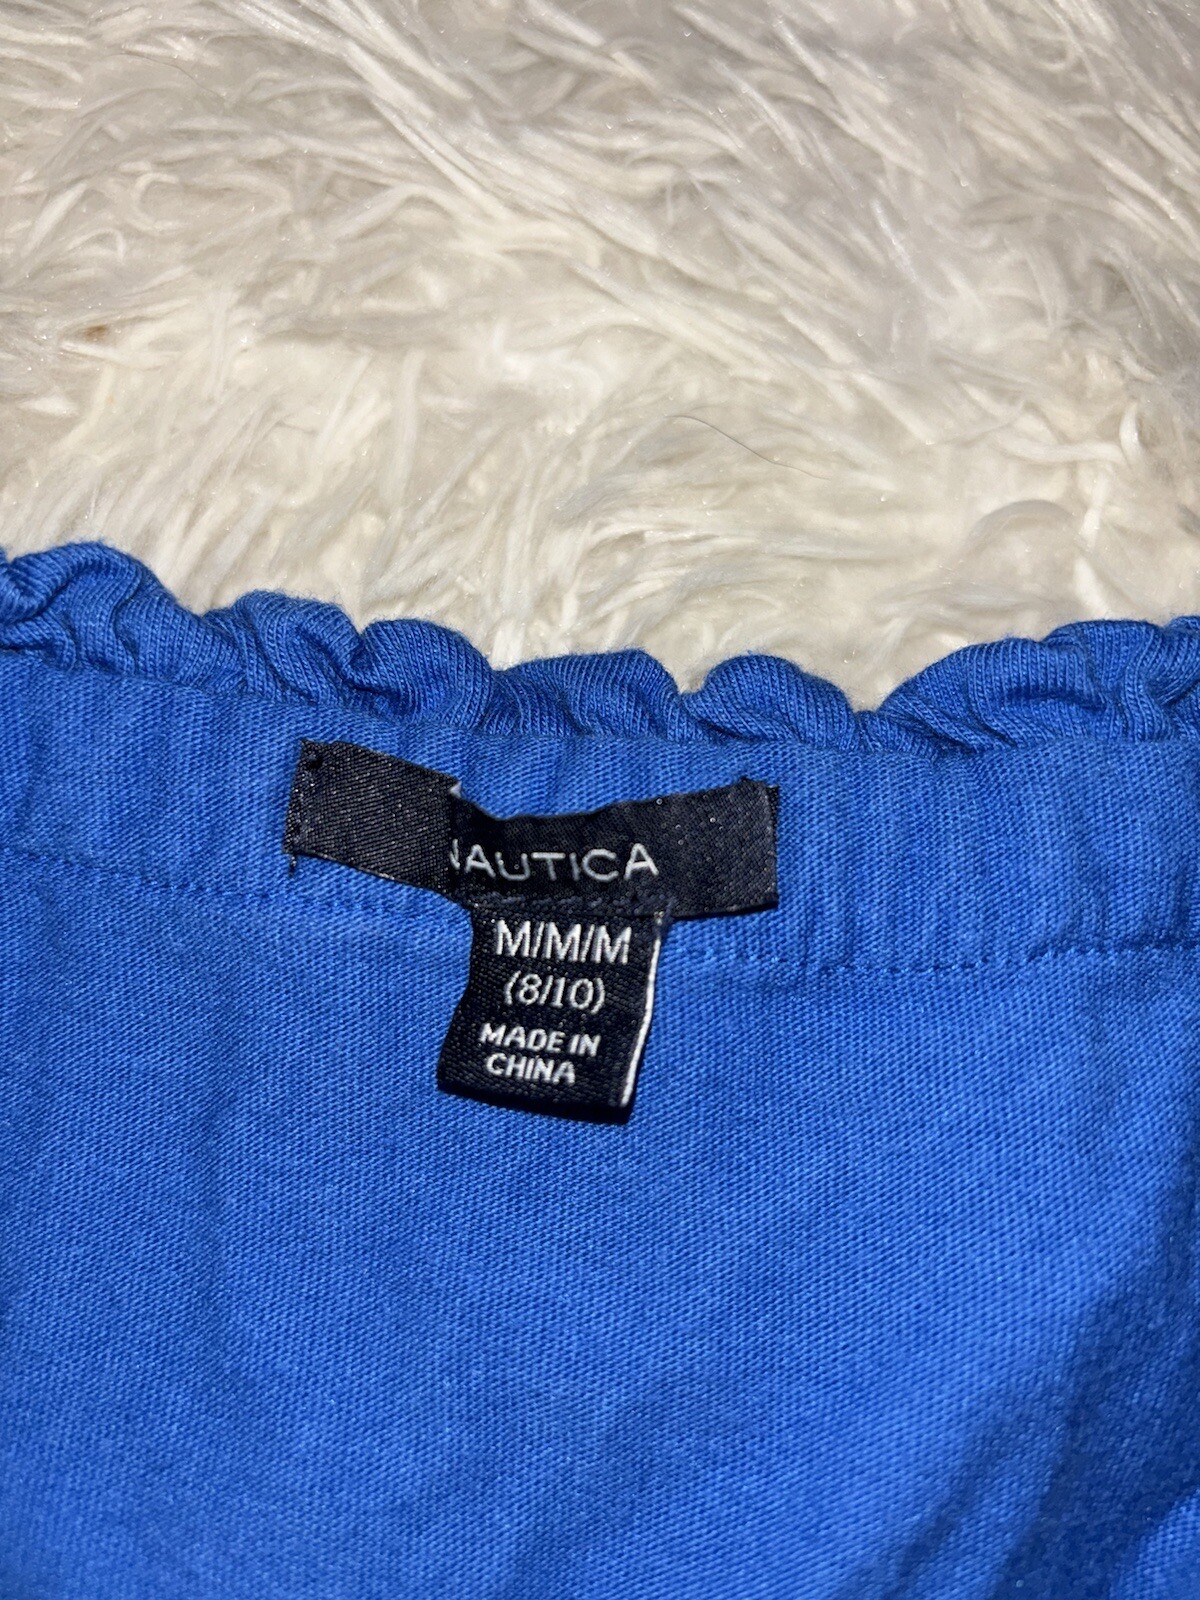 NAUTICA
M/M/M
(8/10)
MADE IN
CHINA